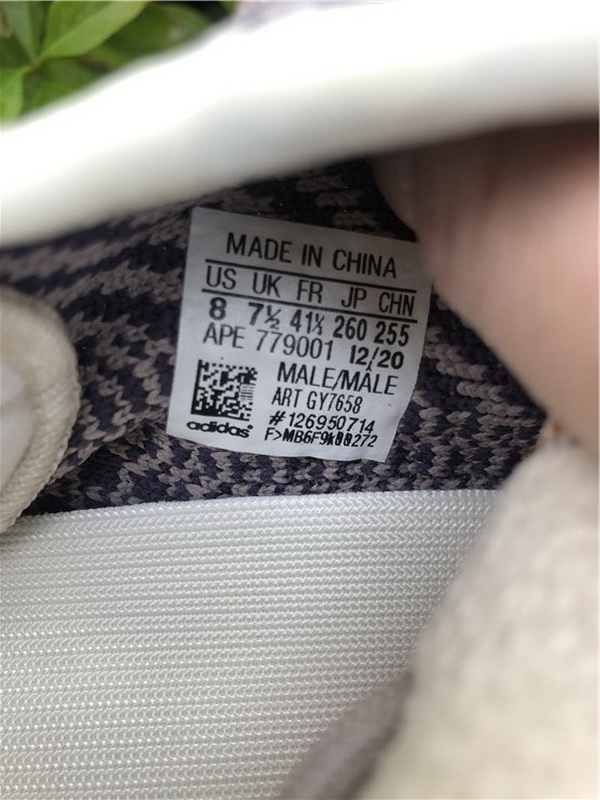 MADE IN CHINA
US UK FR JP CHN
8 7½ 41⅓ 260 255
APE 779001 12/20
MALE/MALE
ART GY7658
#126950714
adidas